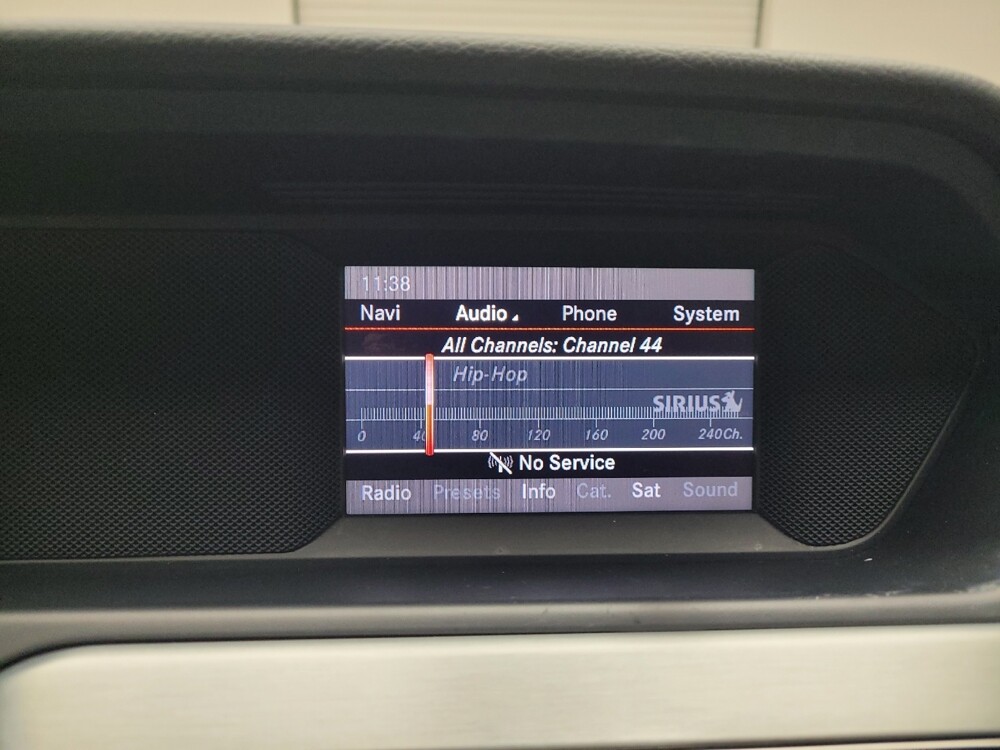 11:38
Navi Audio Phone System
All Channels: Channel 44
Hip-Hop
SIRIUS
0 40 80 120 160 200 240Ch.
No Service
Radio Presets Info Cat. Sat Sound